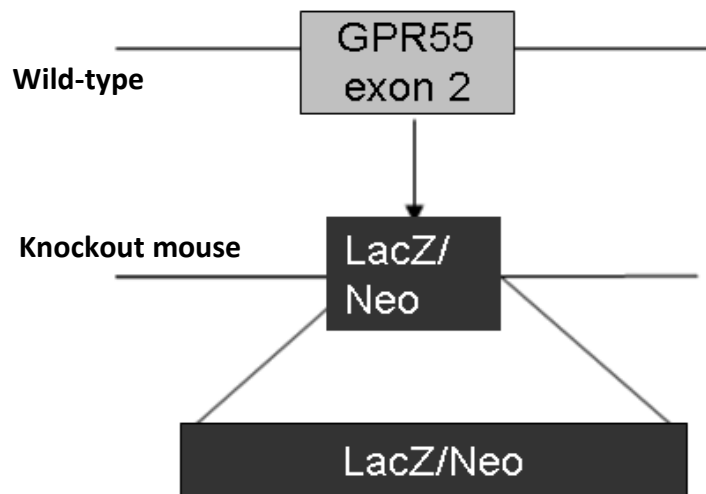 GPR55
exon 2
Wild-type
Knockout mouse
LacZ/
Neo
LacZ/Neo